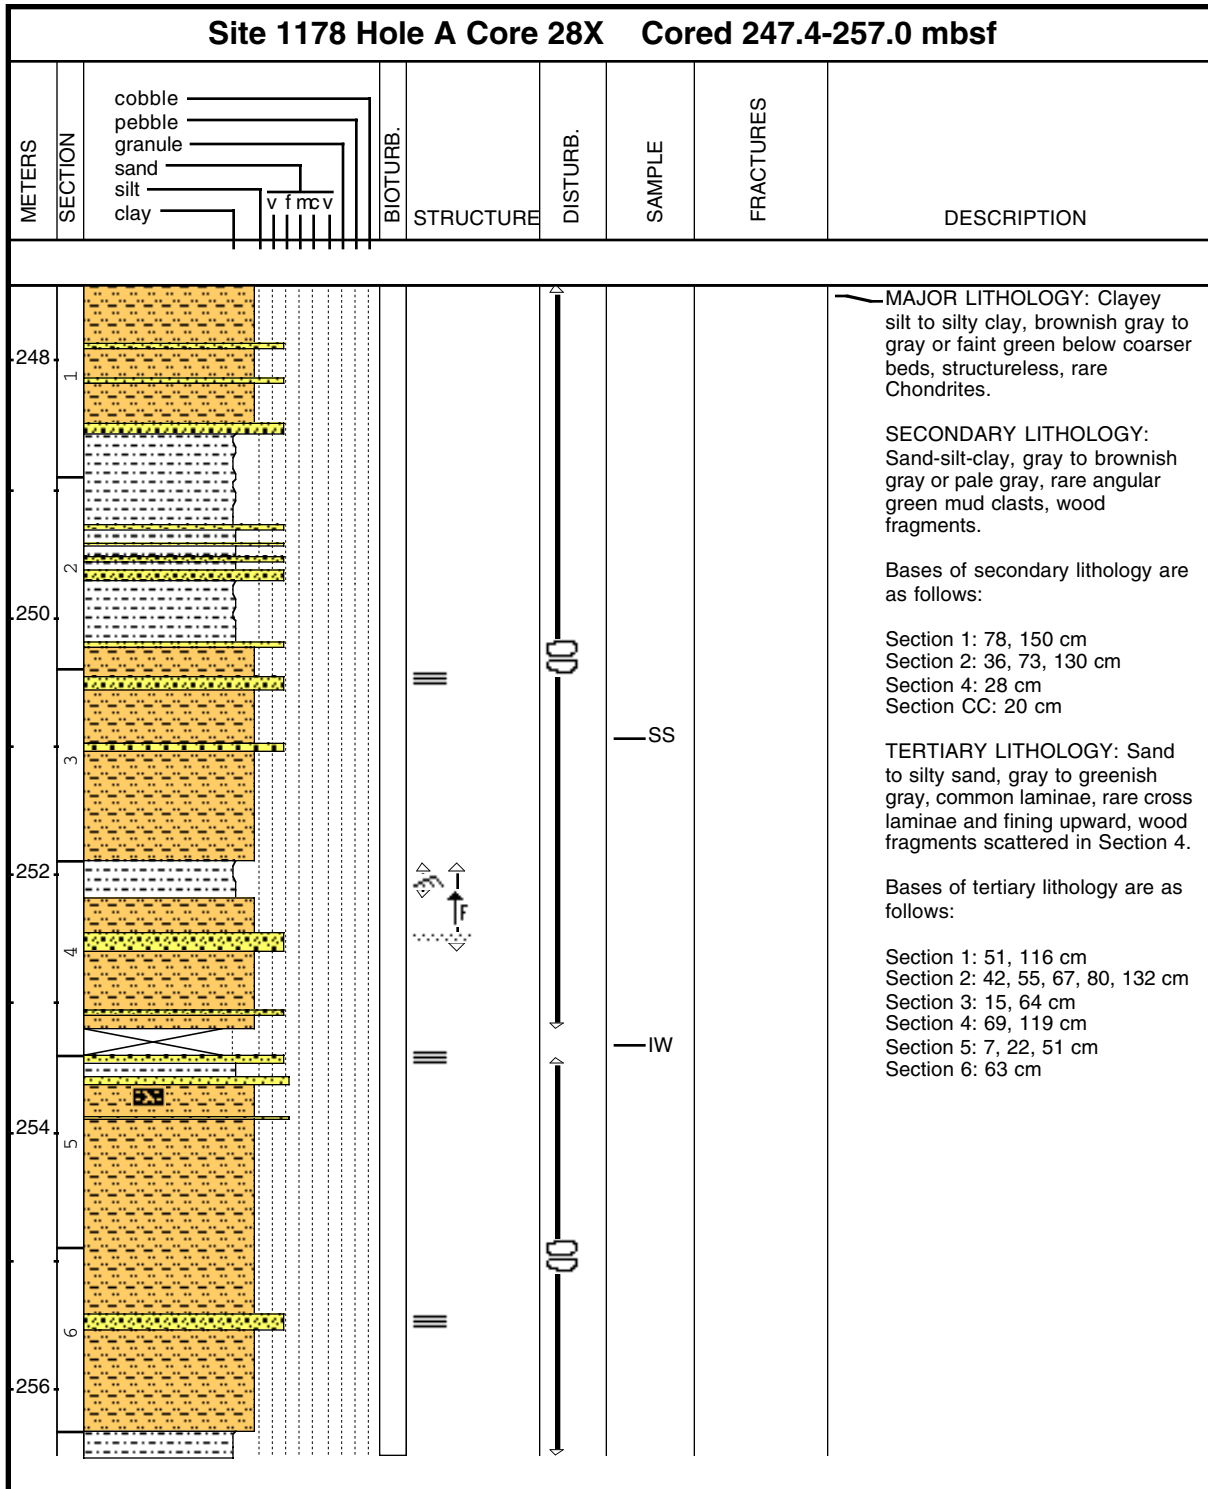 Site 1178 Hole A Core 28X Cored 247.4-257.0 mbsf
METERS
SECTION
cobble
pebble
granule
sand
silt
clay
v f m c v
BIOTURB.
STRUCTURE
DISTURB.
SAMPLE
FRACTURES
DESCRIPTION
248
250
252
254
256
1
2
3
4
5
6
F
SS
IW
MAJOR LITHOLOGY: Clayey
silt to silty clay, brownish gray to
gray or faint green below coarser
beds, structureless, rare
Chondrites.
SECONDARY LITHOLOGY:
Sand-silt-clay, gray to brownish
gray or pale gray, rare angular
green mud clasts, wood
fragments.
Bases of secondary lithology are
as follows:
Section 1: 78, 150 cm
Section 2: 36, 73, 130 cm
Section 4: 28 cm
Section CC: 20 cm
TERTIARY LITHOLOGY: Sand
to silty sand, gray to greenish
gray, common laminae, rare cross
laminae and fining upward, wood
fragments scattered in Section 4.
Bases of tertiary lithology are as
follows:
Section 1: 51, 116 cm
Section 2: 42, 55, 67, 80, 132 cm
Section 3: 15, 64 cm
Section 4: 69, 119 cm
Section 5: 7, 22, 51 cm
Section 6: 63 cm